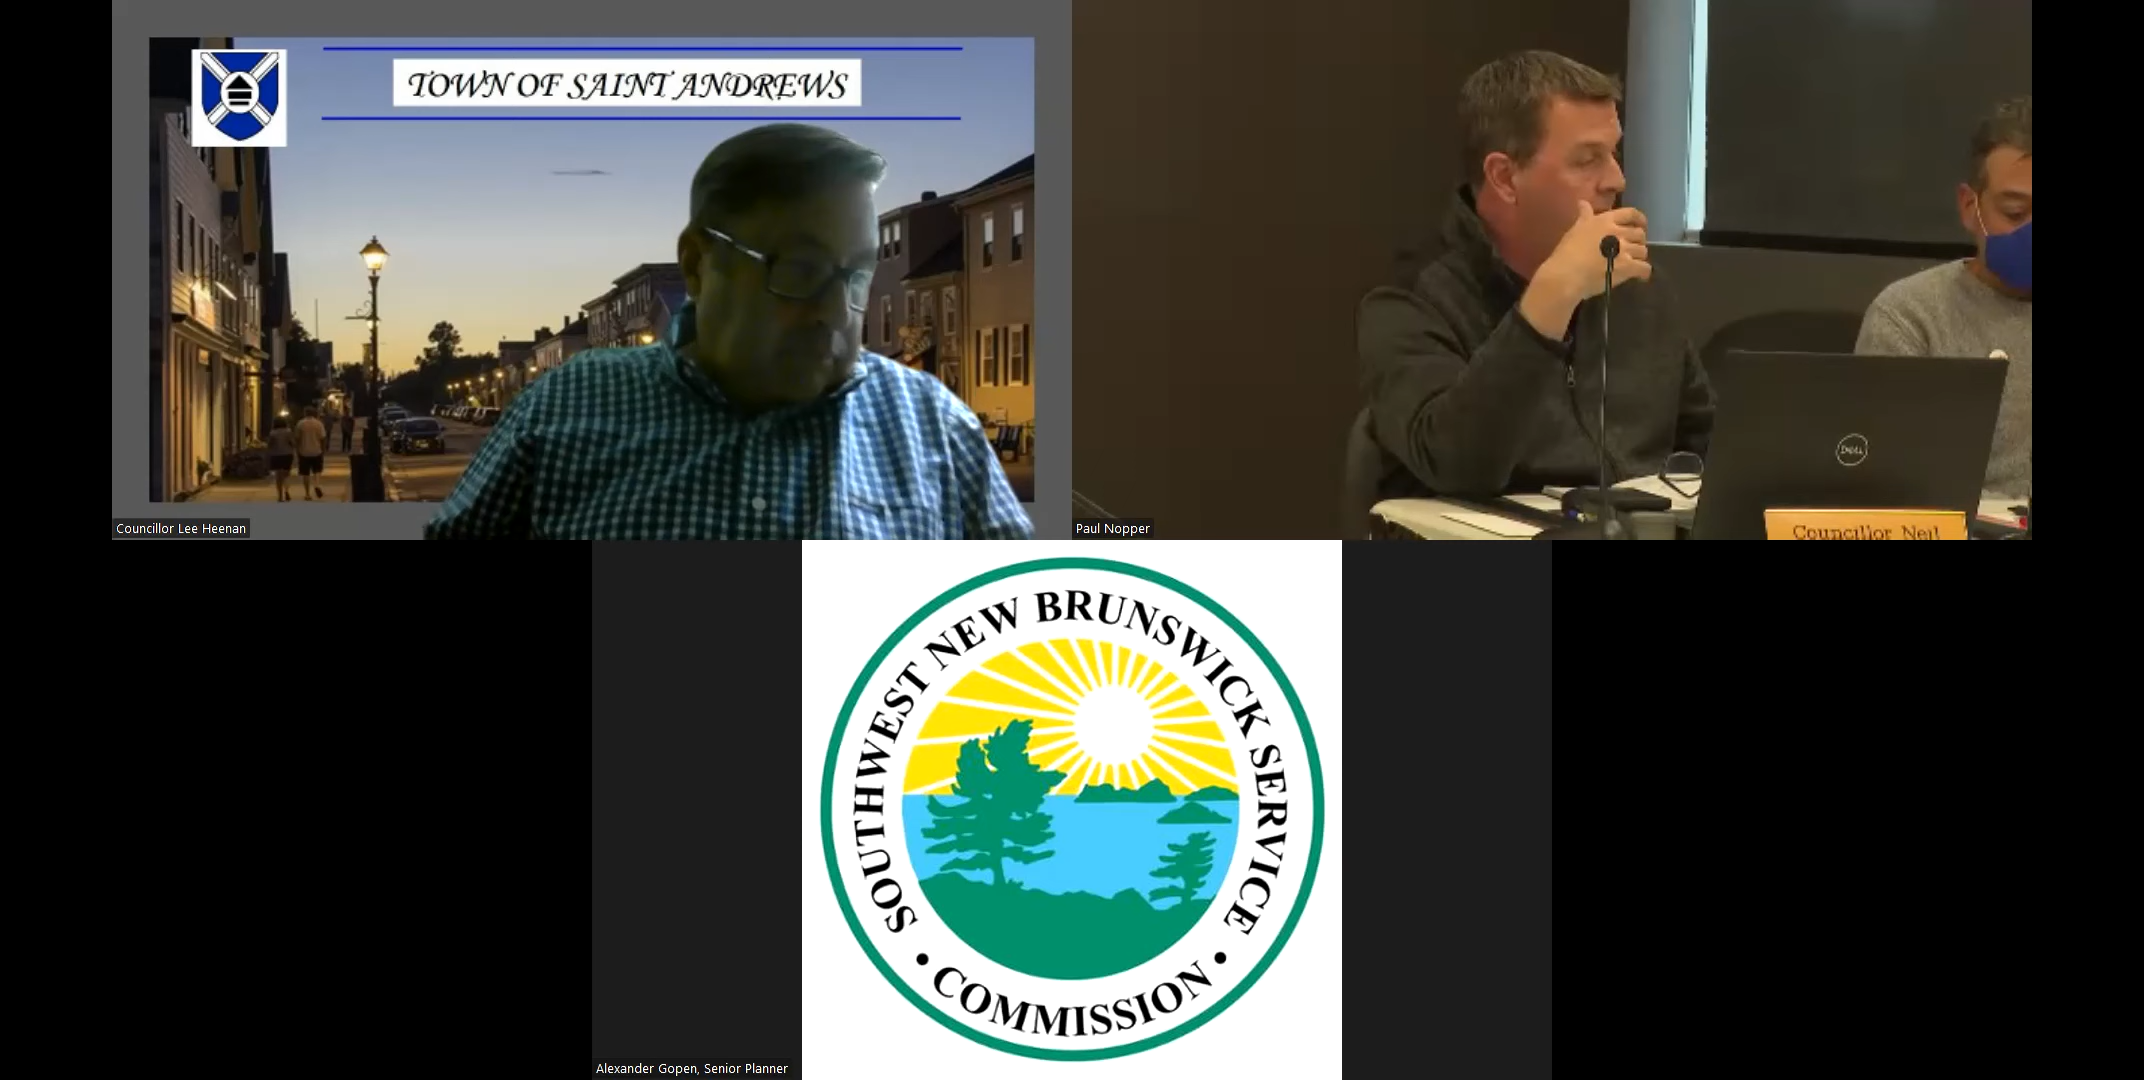 TOWN OF SAINT ANDREWS
Councillor Lee Heenan
Paul Nopper
DELL
Councillor Neil
SOUTHWEST NEW BRUNSWICK SERVICE
• COMMISSION •
Alexander Gopen, Senior Planner